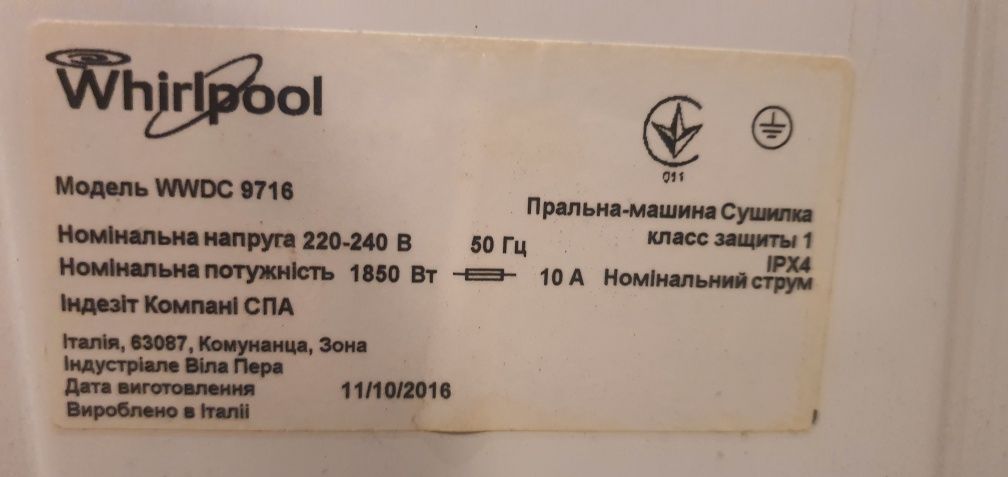 Whirlpool
011
Модель WWDC 9716
Пральна-машина Сушилка
класс защиты 1
IPX4
Номінальна напруга 220-240 В 50 Гц
Номінальна потужність 1850 Вт 10 А Номінальний струм
Індезіт Компані СПА
Італія, 63087, Комунанца, Зона
Індустріале Віла Пера
Дата виготовлення 11/10/2016
Вироблено в Італії